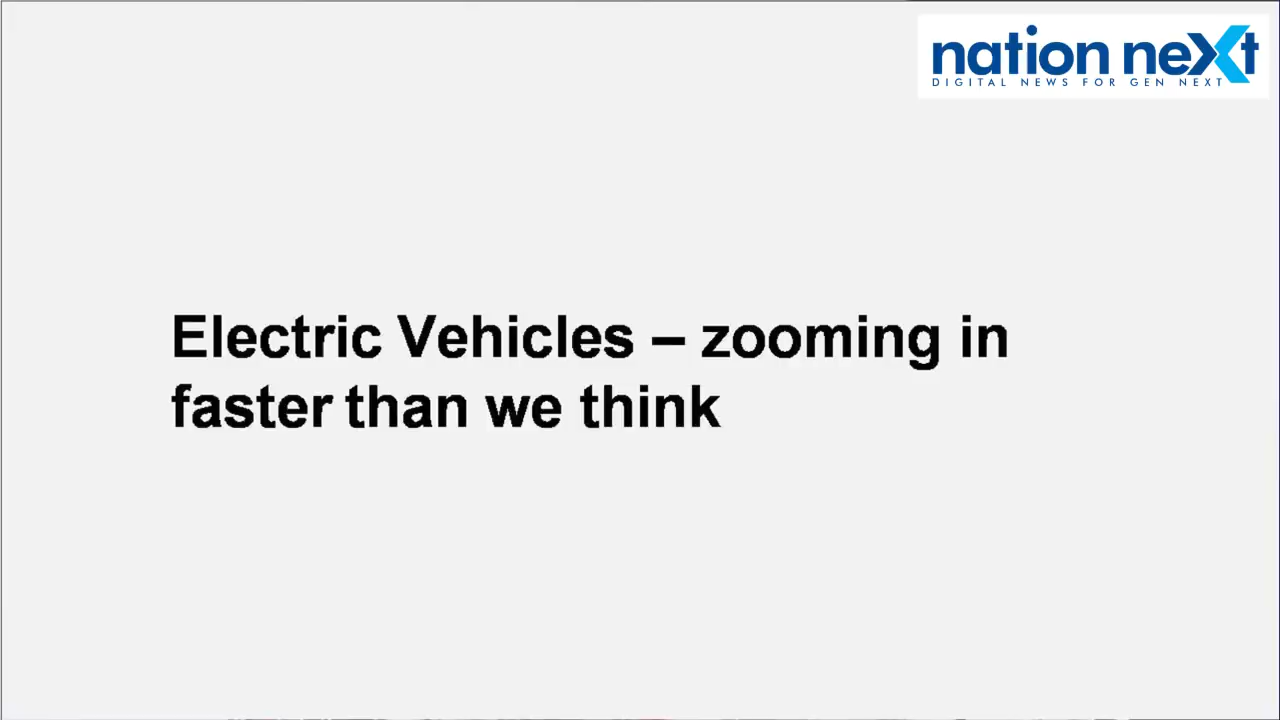 nation next
DIGITAL NEWS FOR GEN NEXT
Electric Vehicles – zooming in
faster than we think